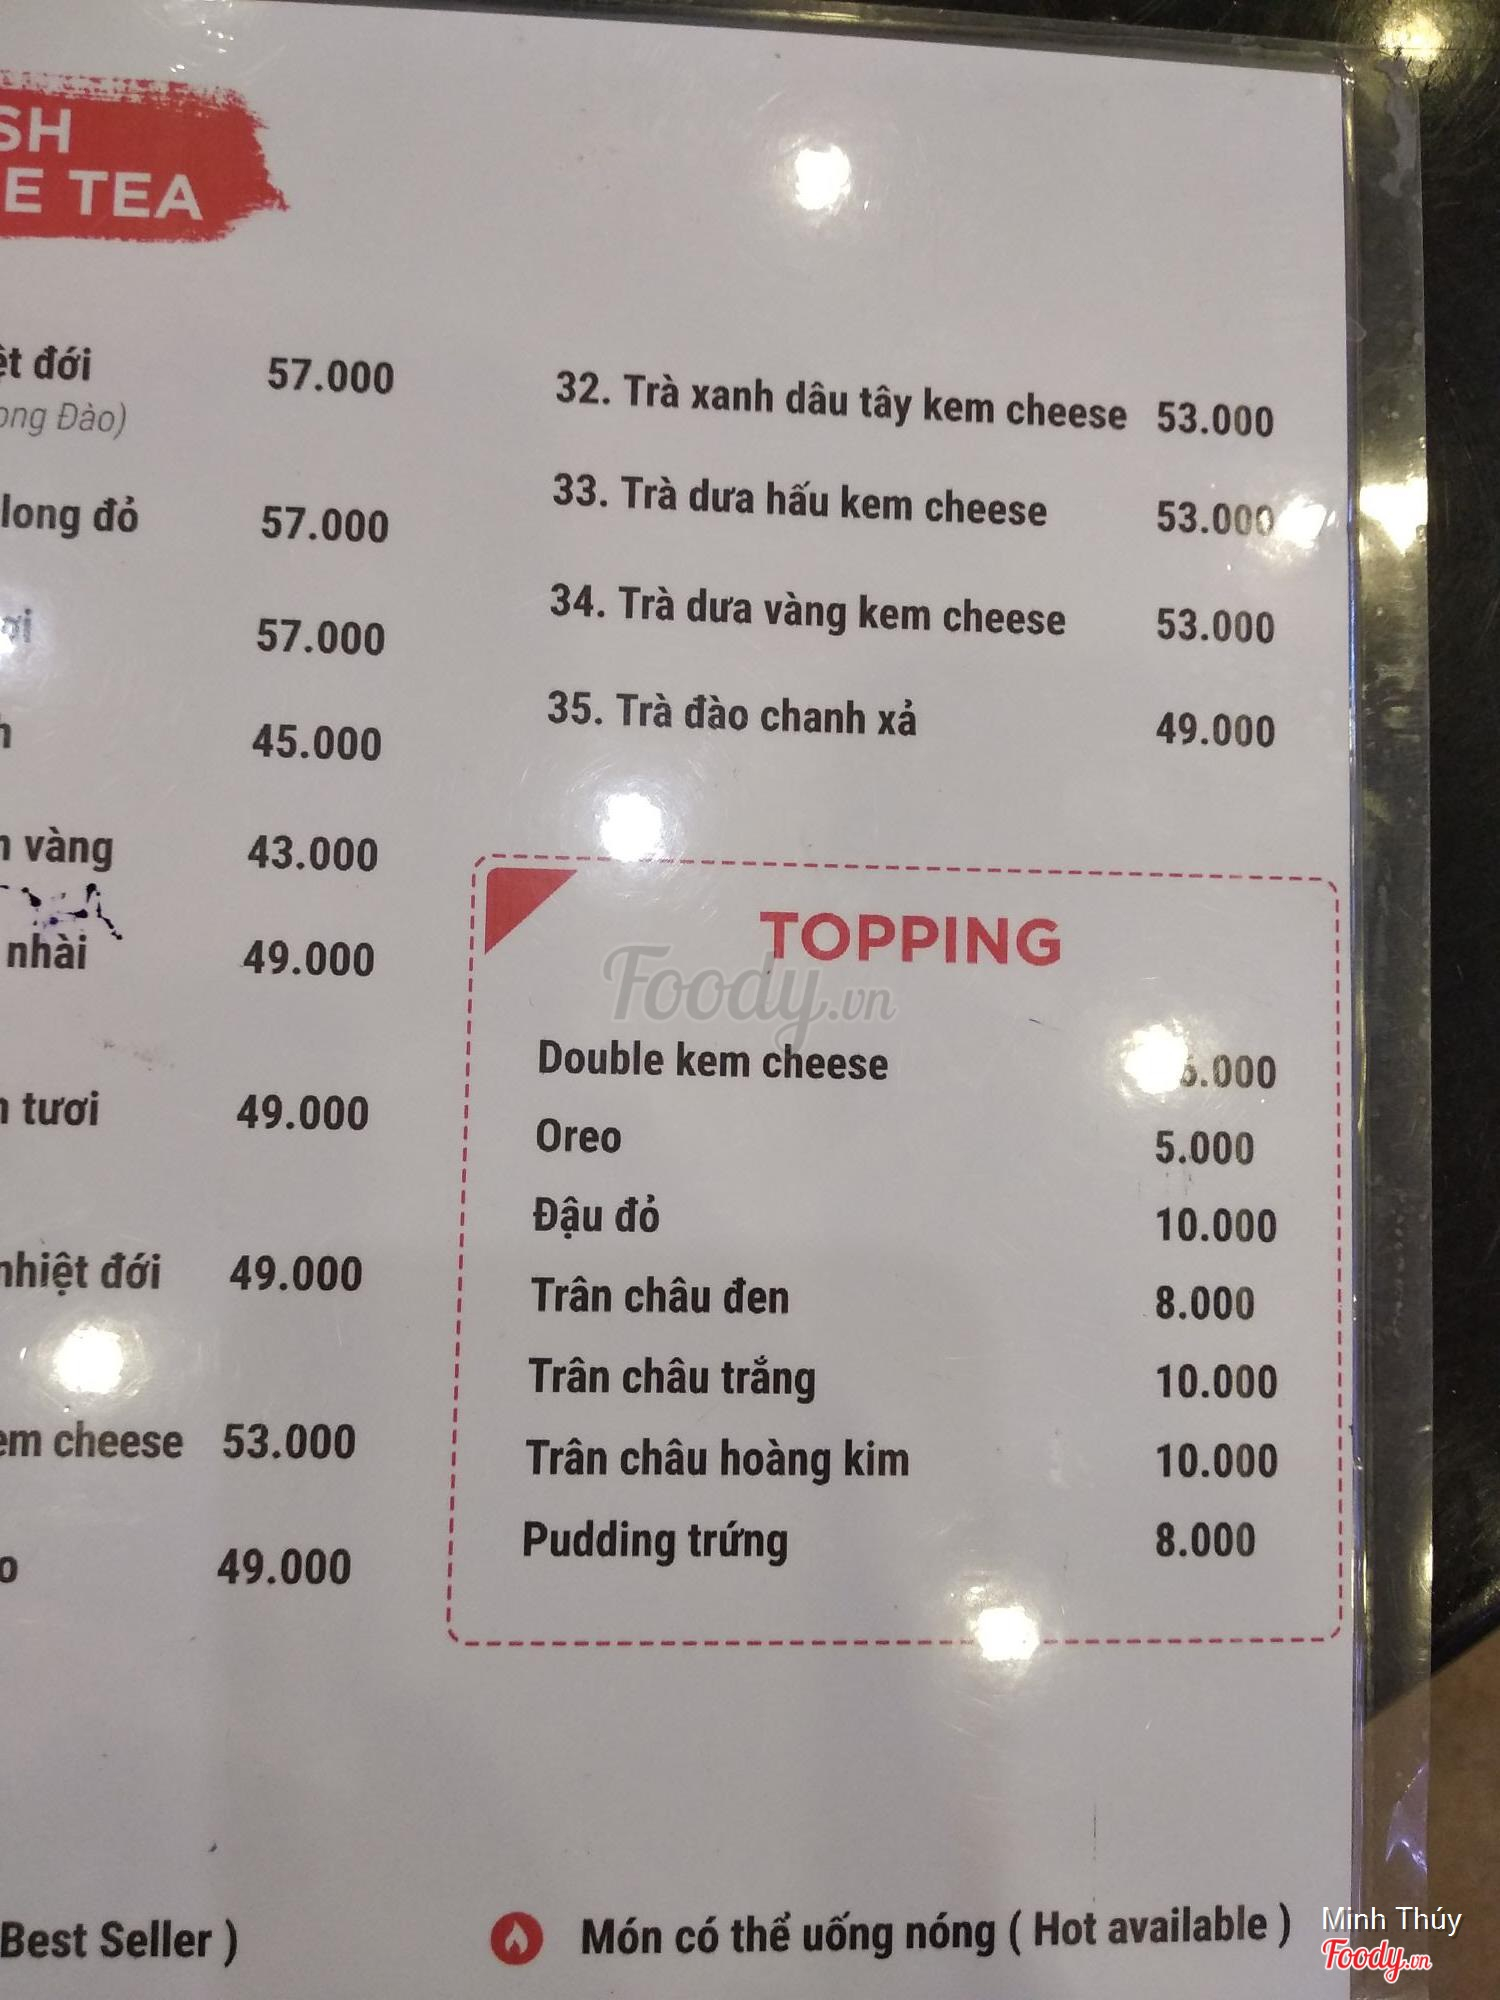 SH
E TEA
ệt đới 57.000
ong Đào)
long đỏ 57.000
ơi 57.000
h 45.000
n vàng 43.000
nhài 49.000
n tươi 49.000
nhiệt đới 49.000
em cheese 53.000
o 49.000
32. Trà xanh dâu tây kem cheese 53.000
33. Trà dưa hấu kem cheese 53.000
34. Trà dưa vàng kem cheese 53.000
35. Trà đào chanh xả 49.000
TOPPING
Foody.vn
Double kem cheese
Oreo 5.000
Đậu đỏ 10.000
Trân châu đen 8.000
Trân châu trắng 10.000
Trân châu hoàng kim 10.000
Pudding trứng 8.000
Best Seller )
Món có thể uống nóng ( Hot available )
Minh Thúy
Foody.vn